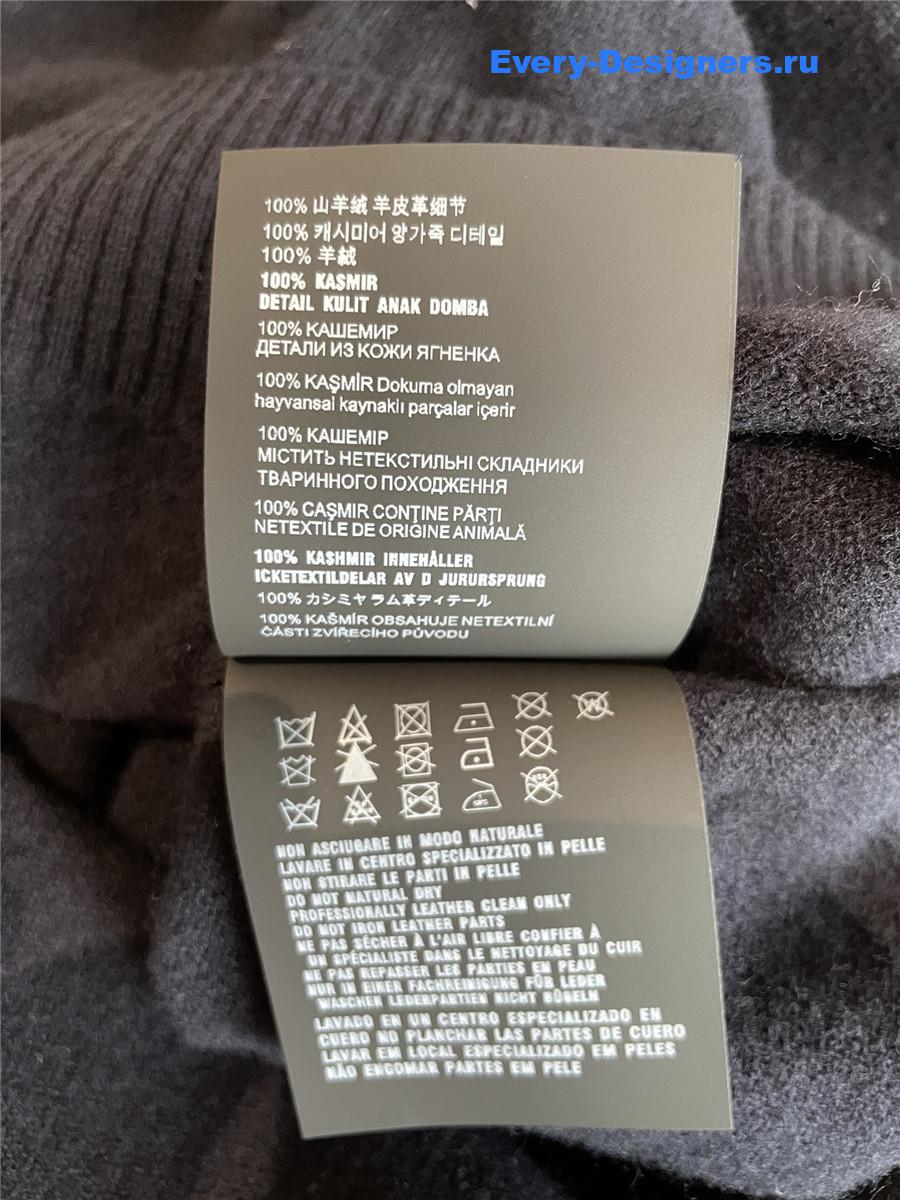 Every-Designers.ru
100% 山羊绒 羊皮革细节
100% 캐시미어 양가죽 디테일
100% 羊絨
100% KASMIR
DETAIL KULIT ANAK DOMBA
100% КАШЕМИР
ДЕТАЛИ ИЗ КОЖИ ЯГНЕНКА
100% KAŞMİR Dokuma olmayan
hayvansal kaynaklı parçalar içerir
100% КАШЕМІР
МІСТИТЬ НЕТЕКСТИЛЬНІ СКЛАДНИКИ
ТВАРИННОГО ПОХОДЖЕННЯ
100% CAŞMIR CONŢINE PĂRŢI
NETEXTILE DE ORIGINE ANIMALĂ
100% KASHMIR INNEHÅLLER
ICKETEXTILDELAR AV D JURURSPRUNG
100% カシミヤ ラム革ディテール
100% KAŠMÍR OBSAHUJE NETEXTILNÍ
ČÁSTI ZVÍŘECÍHO PŮVODU
NON ASCIUGARE IN MODO NATURALE
LAVARE IN CENTRO SPECIALIZZATO IN PELLE
NON STIRARE LE PARTI IN PELLE
DO NOT NATURAL DRY
PROFESSIONALLY LEATHER CLEAN ONLY
DO NOT IRON LEATHER PARTS
NE PAS SÉCHER À L'AIR LIBRE CONFIER À
UN SPÉCIALISTE DANS LE NETTOYAGE DU CUIR
NE PAS REPASSER LES PARTIES EN PEAU
NUR IN EINER FACHREINIGUNG FÜR LEDER
WASCHEN LEDERPARTIEN NICHT BÜGELN
LAVADO EN UN CENTRO ESPECIALIZADO EN
CUERO NO PLANCHAR LAS PARTES DE CUERO
LAVAR EM LOCAL ESPECIALIZADO EM PELES
NÃO ENGOMAR PARTES EM PELE